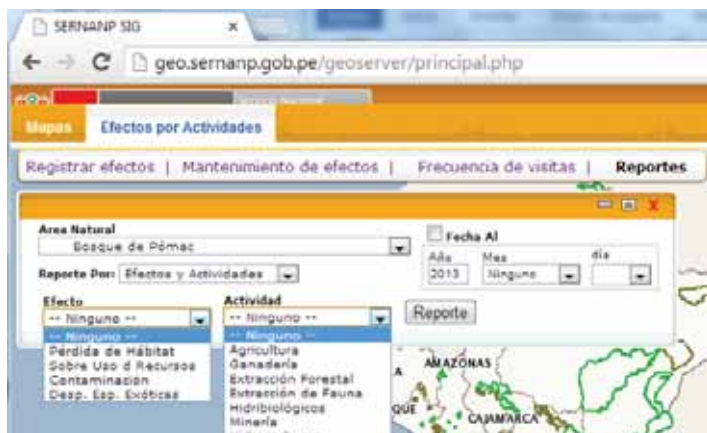 SERNANP SIG
geo.sernanp.gob.pe/geoserver/principal.php
Mapas
Efectos por Actividades
Registrar efectos | Mantenimiento de efectos | Frecuencia de visitas | Reportes
Area Natural
Bosque de Pómac
Fecha Al
Año Mes día
2013 Ninguno
Reporte Por: Efectos y Actividades
Efecto Actividad
-- Ninguno -- -- Ninguno -- Reporte
-- Ninguno -- -- Ninguno --
Pérdida de Hábitat Agricultura
Sobre Uso d Recursos Ganadería
Contaminación Extracción Forestal
Desp. Esp. Exóticas Extracción de Fauna
Hidribiológicos
Minería
AMAZONAS
QUE
CAJAMARCA